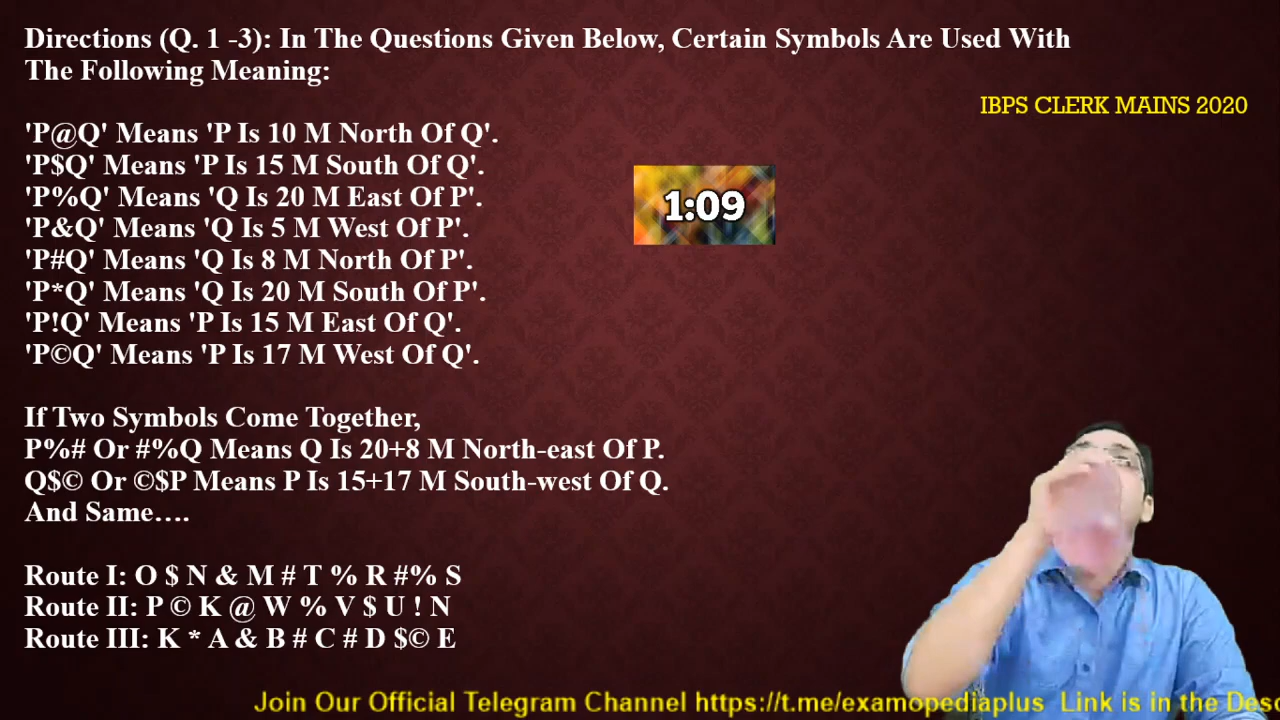 Directions (Q. 1 -3): In The Questions Given Below, Certain Symbols Are Used With
The Following Meaning:
IBPS CLERK MAINS 2020
'P@Q' Means 'P Is 10 M North Of Q'.
'P$Q' Means 'P Is 15 M South Of Q'.
'P%Q' Means 'Q Is 20 M East Of P'.
'P&Q' Means 'Q Is 5 M West Of P'.
'P#Q' Means 'Q Is 8 M North Of P'.
'P*Q' Means 'Q Is 20 M South Of P'.
'P!Q' Means 'P Is 15 M East Of Q'.
'P©Q' Means 'P Is 17 M West Of Q'.
1:09
If Two Symbols Come Together,
P%# Or #%Q Means Q Is 20+8 M North-east Of P.
Q$© Or ©$P Means P Is 15+17 M South-west Of Q.
And Same….
Route I: O $ N & M # T % R #% S
Route II: P © K @ W % V $ U ! N
Route III: K * A & B # C # D $© E
Join Our Official Telegram Channel https://t.me/examopediaplus Link is in the